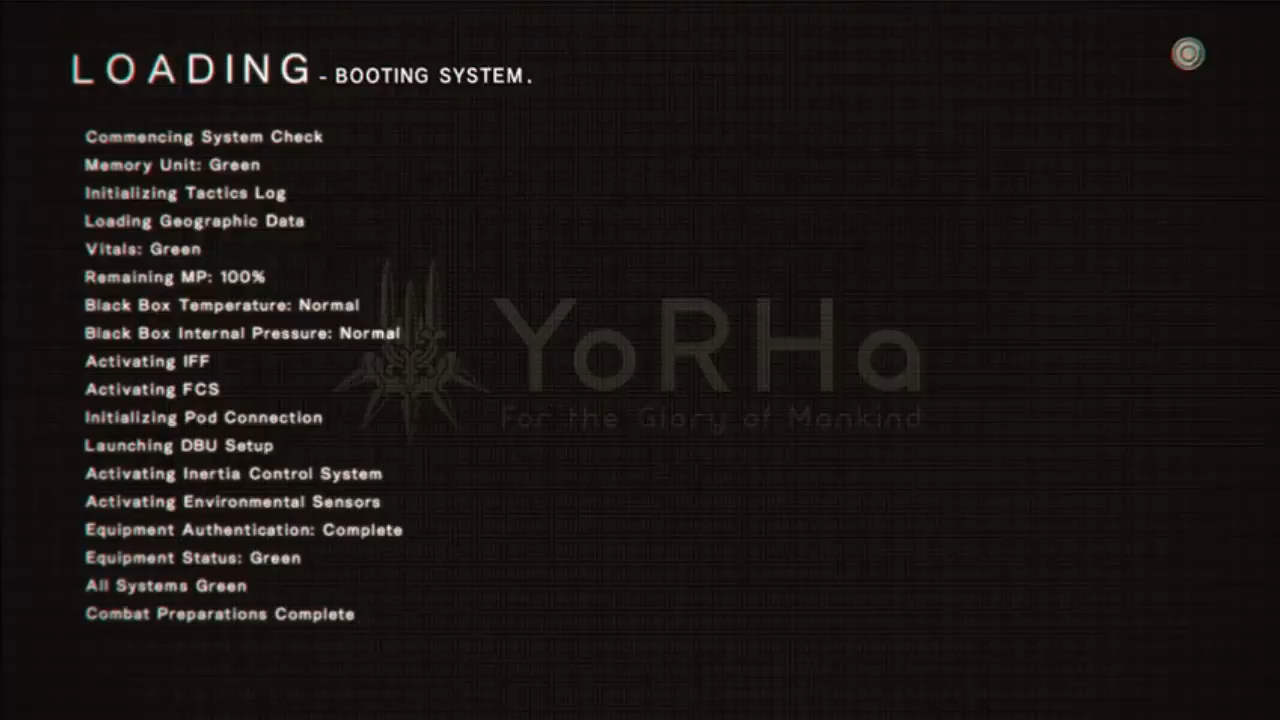 LOADING - BOOTING SYSTEM.
Commencing System Check
Memory Unit: Green
Initializing Tactics Log
Loading Geographic Data
Vitals: Green
Remaining MP: 100%
Black Box Temperature: Normal
Black Box Internal Pressure: Normal
Activating IFF
Activating FCS
Initializing Pod Connection
Launching DBU Setup
Activating Inertia Control System
Activating Environmental Sensors
Equipment Authentication: Complete
Equipment Status: Green
All Systems Green
Combat Preparations Complete
YoRHa
For the Glory of Mankind